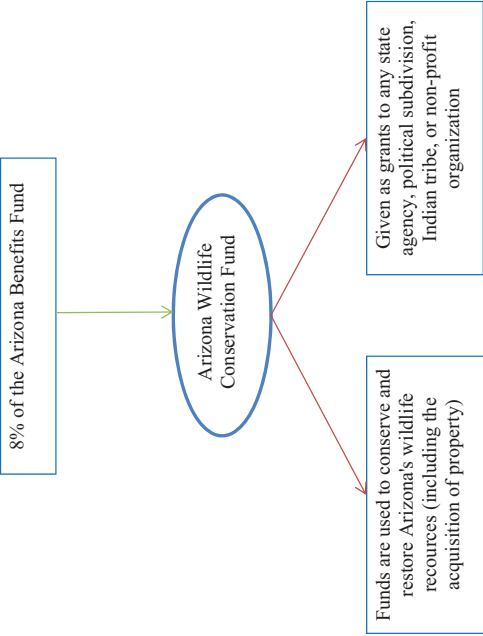 8% of the Arizona Benefits Fund
Arizona Wildlife
Conservation Fund
Funds are used to conserve and
restore Arizona's wildlife
recources (including the
acquisition of property)
Given as grants to any state
agency, political subdivision,
Indian tribe, or non-profit
organization